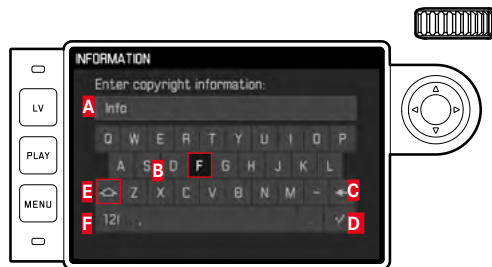 INFORMATION
Enter copyright information:
A Info
LV
Q W E R T Y U I O P
PLAY
A S B D F G H J K L
E Z X C V B N M - C
MENU
F 12! , D